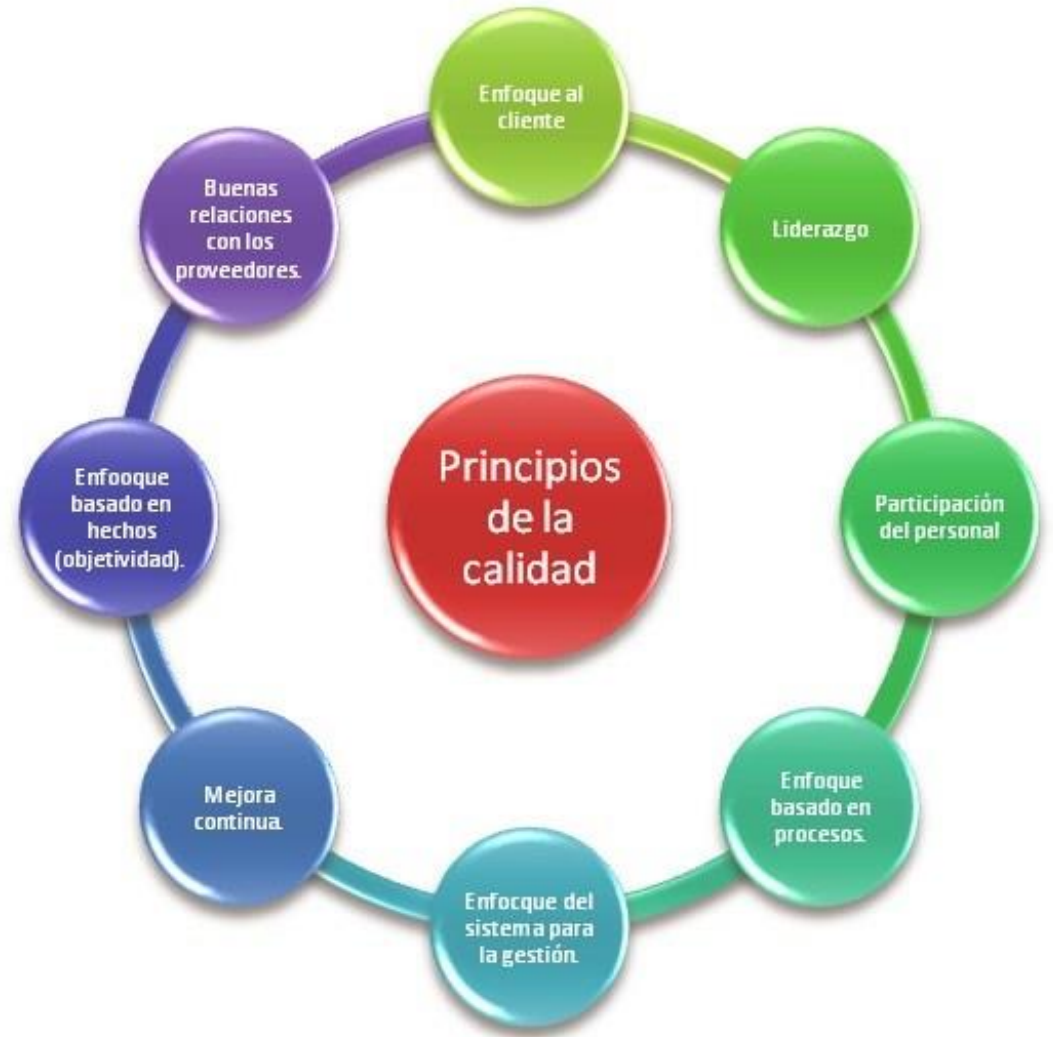 Enfoque al
cliente
Liderazgo
Participación
del personal
Enfoque
basado en
procesos.
Enfocque del
sistema para
la gestión.
Mejora
continua.
Enfooque
basado en
hechos
(objetividad).
Buenas
relaciones
con los
proveedores.
Principios
de la
calidad